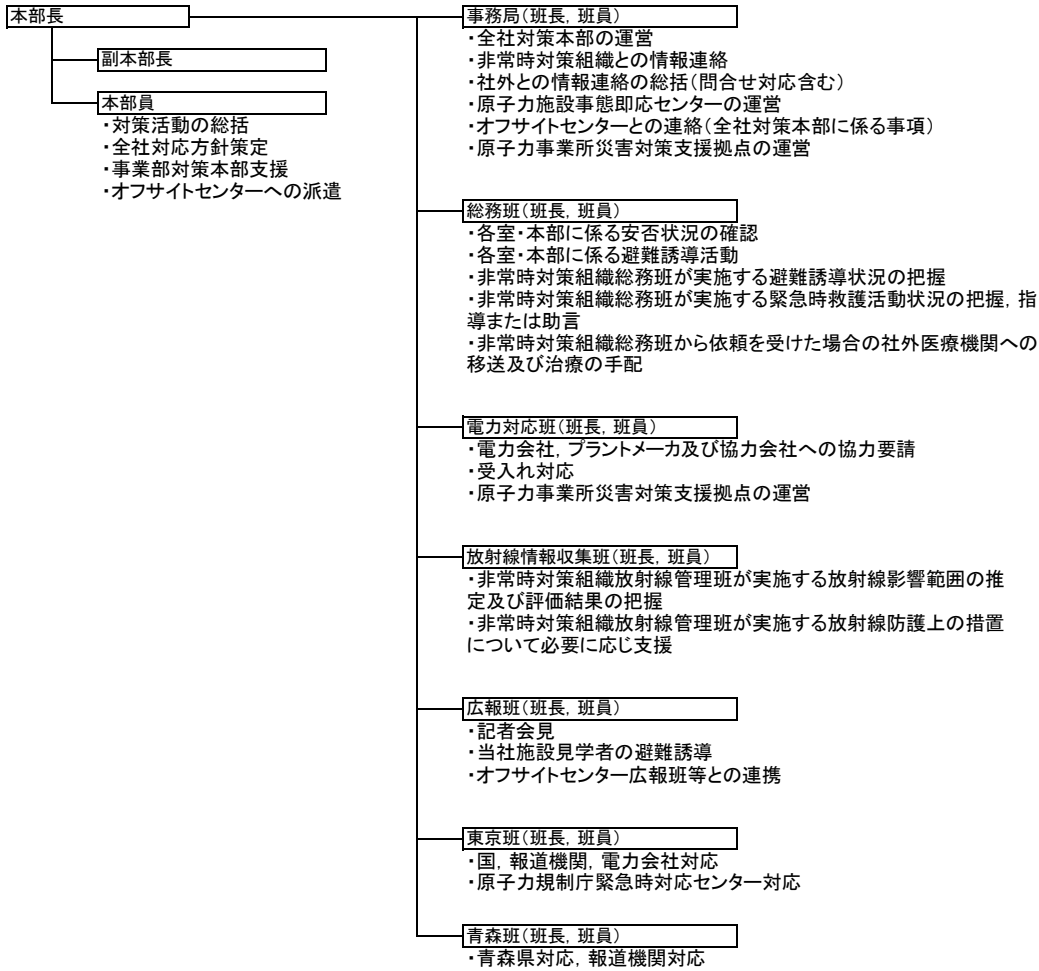 本部長
副本部長
本部員
・対策活動の総括
・全社対応方針策定
・事業部対策本部支援
・オフサイトセンターへの派遣
事務局(班長, 班員)
・全社対策本部の運営
・非常時対策組織との情報連絡
・社外との情報連絡の総括(問合せ対応含む)
・原子力施設事態即応センターの運営
・オフサイトセンターとの連絡(全社対策本部に係る事項)
・原子力事業所災害対策支援拠点の運営
総務班(班長, 班員)
・各室・本部に係る安否状況の確認
・各室・本部に係る避難誘導活動
・非常時対策組織総務班が実施する避難誘導状況の把握
・非常時対策組織総務班が実施する緊急時救護活動状況の把握, 指
導または助言
・非常時対策組織総務班から依頼を受けた場合の社外医療機関への
移送及び治療の手配
電力対応班(班長, 班員)
・電力会社, プラントメーカ及び協力会社への協力要請
・受入れ対応
・原子力事業所災害対策支援拠点の運営
放射線情報収集班(班長, 班員)
・非常時対策組織放射線管理班が実施する放射線影響範囲の推
定及び評価結果の把握
・非常時対策組織放射線管理班が実施する放射線防護上の措置
について必要に応じ支援
広報班(班長, 班員)
・記者会見
・当社施設見学者の避難誘導
・オフサイトセンター広報班等との連携
東京班(班長, 班員)
・国, 報道機関, 電力会社対応
・原子力規制庁緊急時対応センター対応
青森班(班長, 班員)
・青森県対応, 報道機関対応